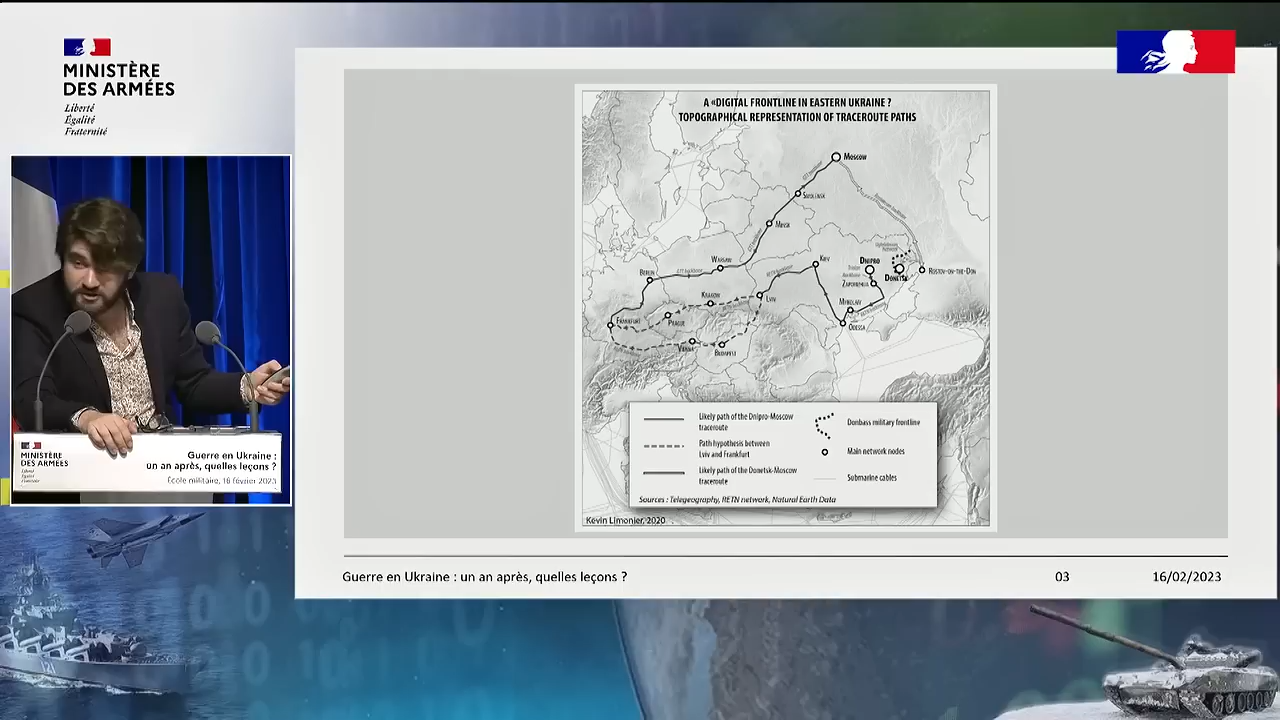 MINISTÈRE
DES ARMÉES
Liberté
Égalité
Fraternité
A «DIGITAL FRONTLINE IN EASTERN UKRAINE ?
TOPOGRAPHICAL REPRESENTATION OF TRACEROUTE PATHS
MOSCOW
SMOLENSK
MINSK
WARSAW
BERLIN
KIEV
DNIPRO
DONETSK
ROSTOV-ON-THE-DON
ZAPORIZHIA
KRAKOW
LVIV
MYKOLAIV
FRANKFURT
PRAGUE
ODESSA
VIENNA
BUDAPEST
Likely path of the Dnipro-Moscow
traceroute
Path hypothesis between
Lviv and Frankfurt
Likely path of the Donetsk-Moscow
traceroute
Donbass military frontline
Main network nodes
Submarine cables
Sources : Telegeography, RETN network, Natural Earth Data
Kevin Limonier, 2020
MINISTÈRE
DES ARMÉES
Guerre en Ukraine :
un an après, quelles leçons ?
École militaire, 16 février 2023
Guerre en Ukraine : un an après, quelles leçons ?
03
16/02/2023